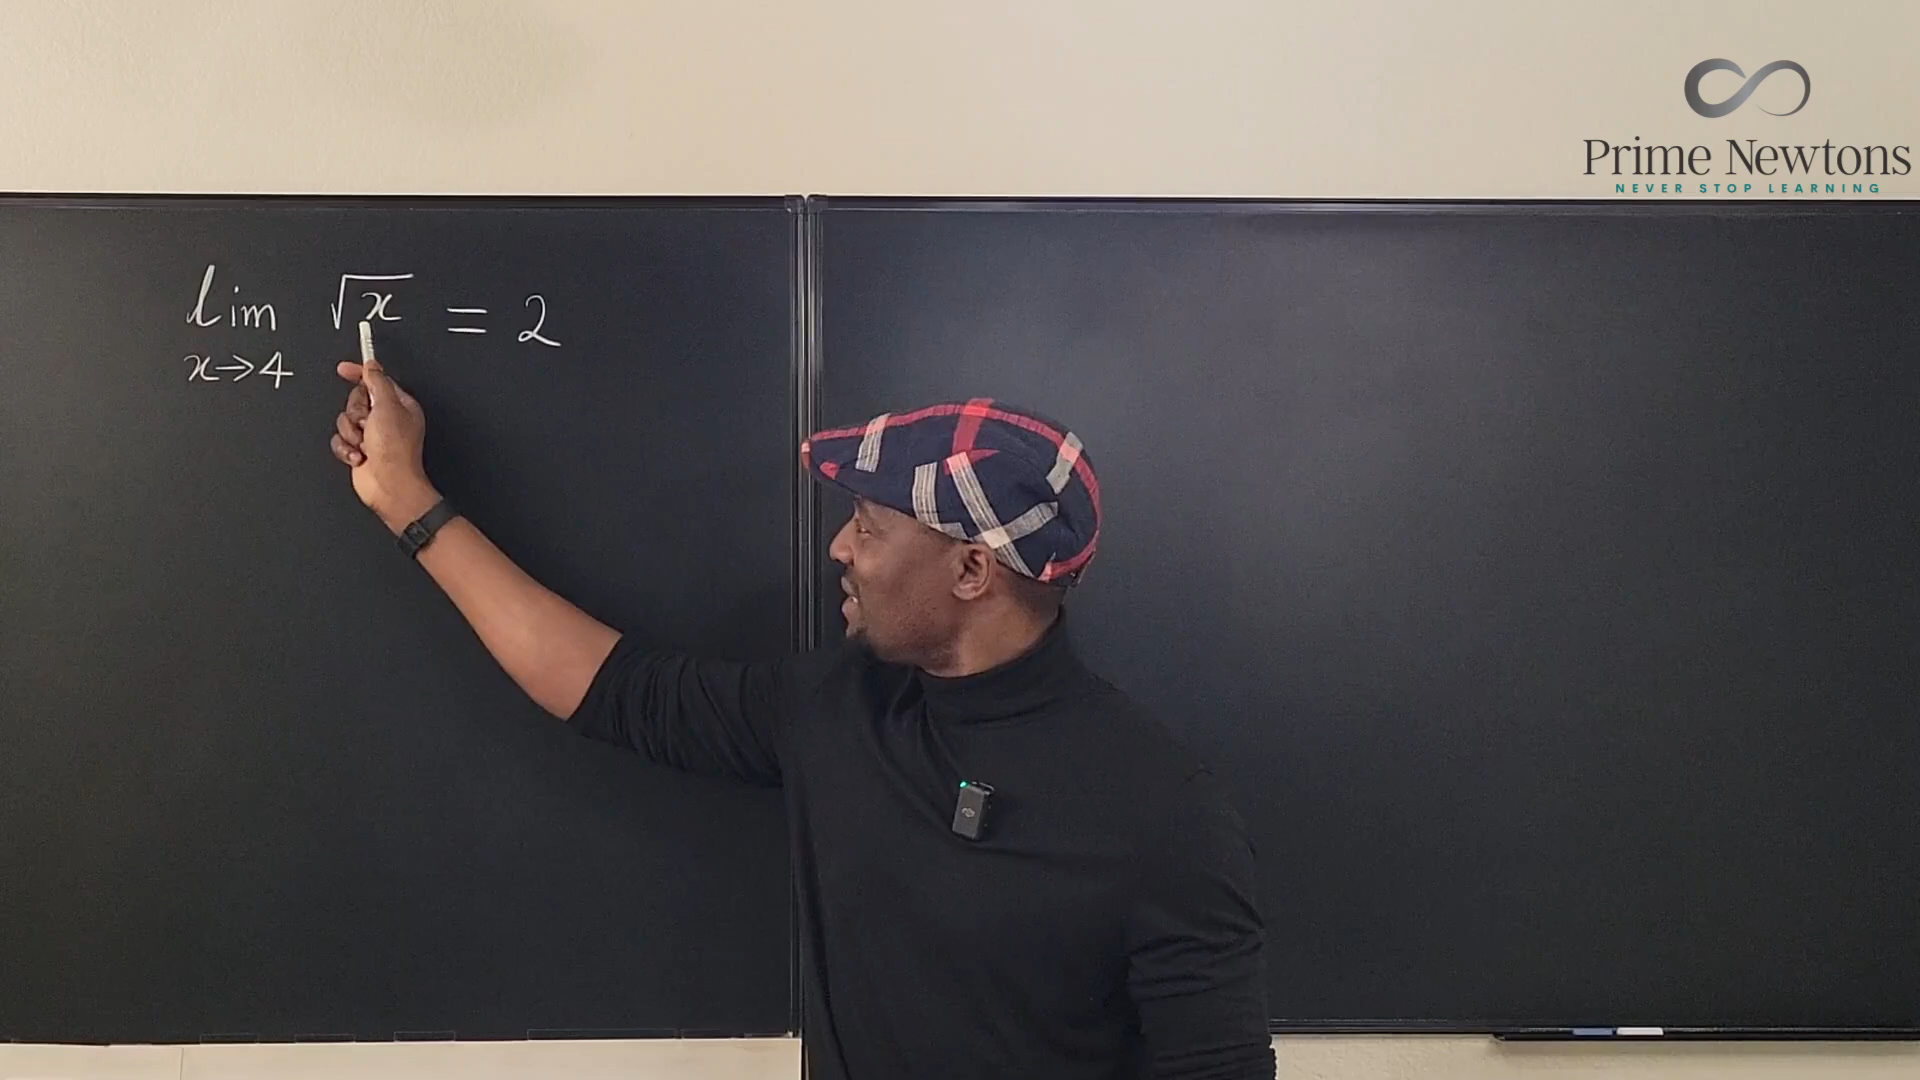 Prime Newtons
NEVER STOP LEARNING
lim √x = 2
x→4